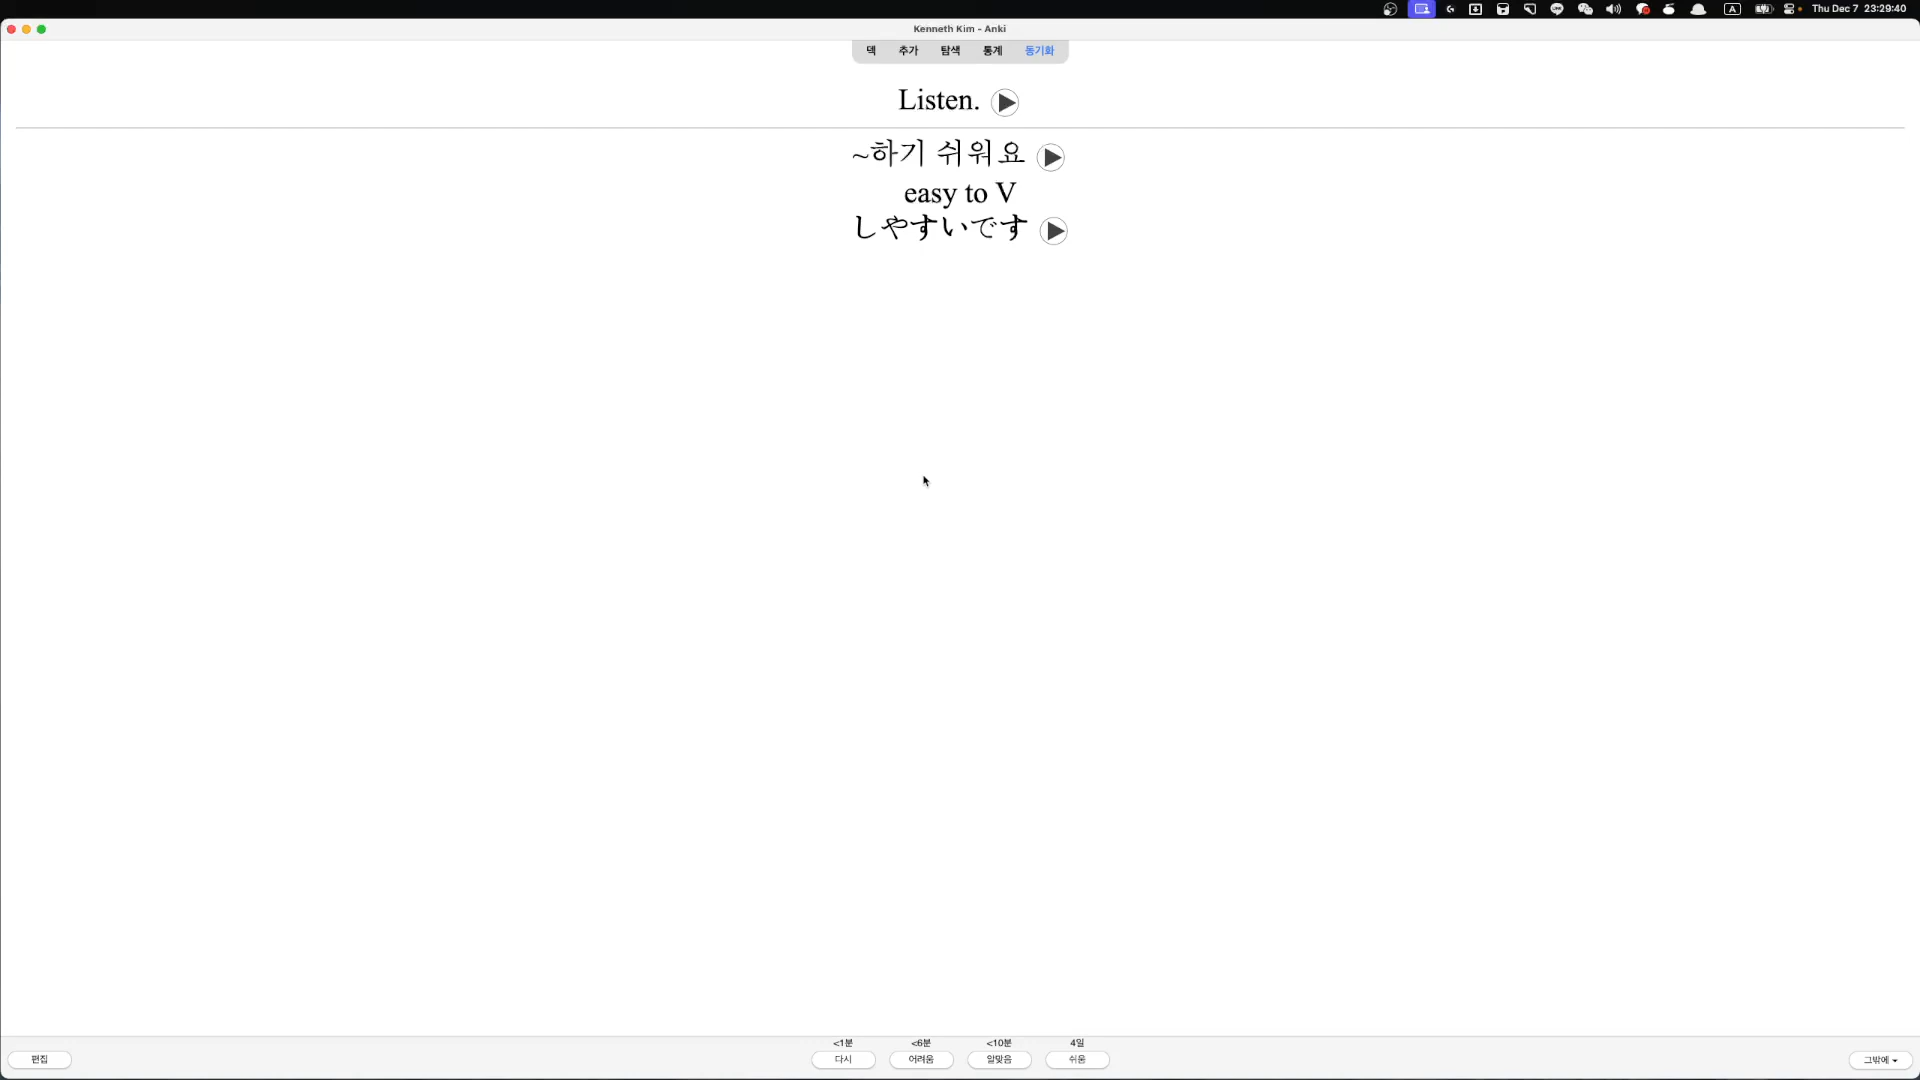 Thu Dec 7 23:29:40
Kenneth Kim - Anki
덱 추가 탐색 통계 동기화
Listen.
~하기 쉬워요
easy to V
しやすいです
<1분 <6분 <10분 4일
편집 다시 어려움 알맞음 쉬움 그밖에